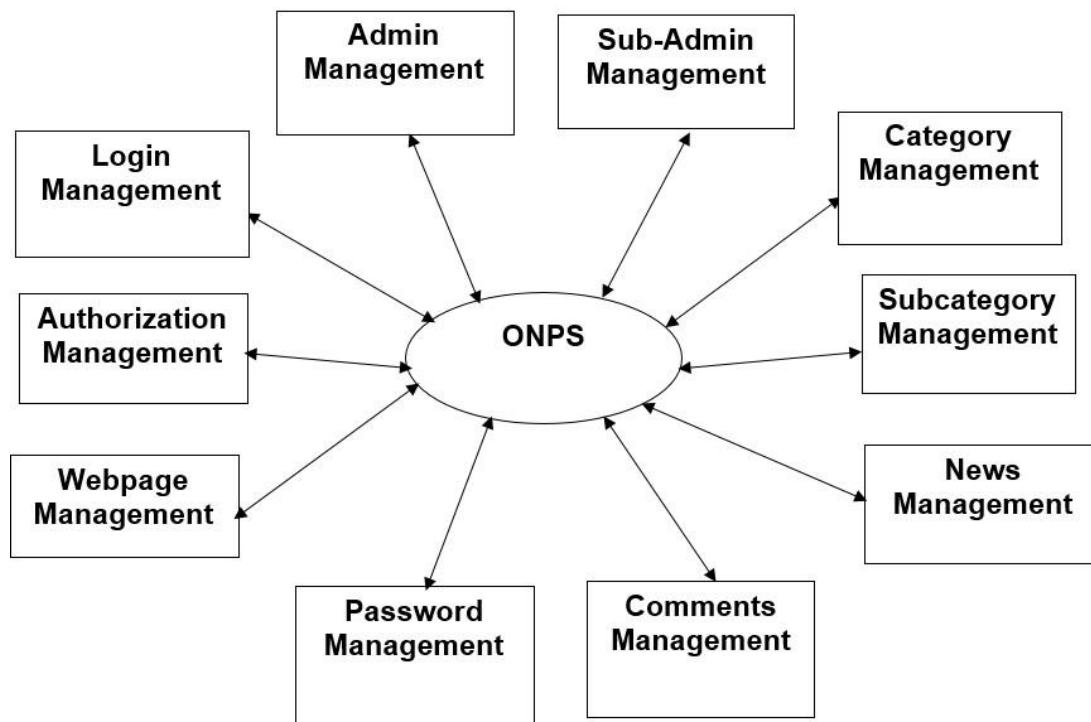 Admin
Management
Sub-Admin
Management
Login
Management
Category
Management
Authorization
Management
ONPS
Subcategory
Management
Webpage
Management
News
Management
Password
Management
Comments
Management